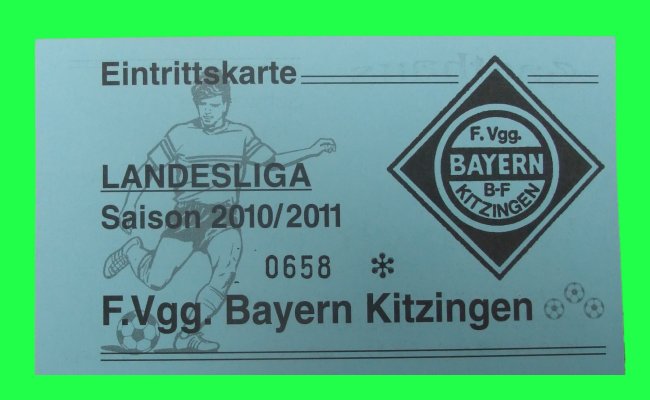 Eintrittskarte
LANDESLIGA
Saison 2010/2011
0658 *
F.Vgg. Bayern Kitzingen
F. Vgg.
BAYERN
B-F
KITZINGEN